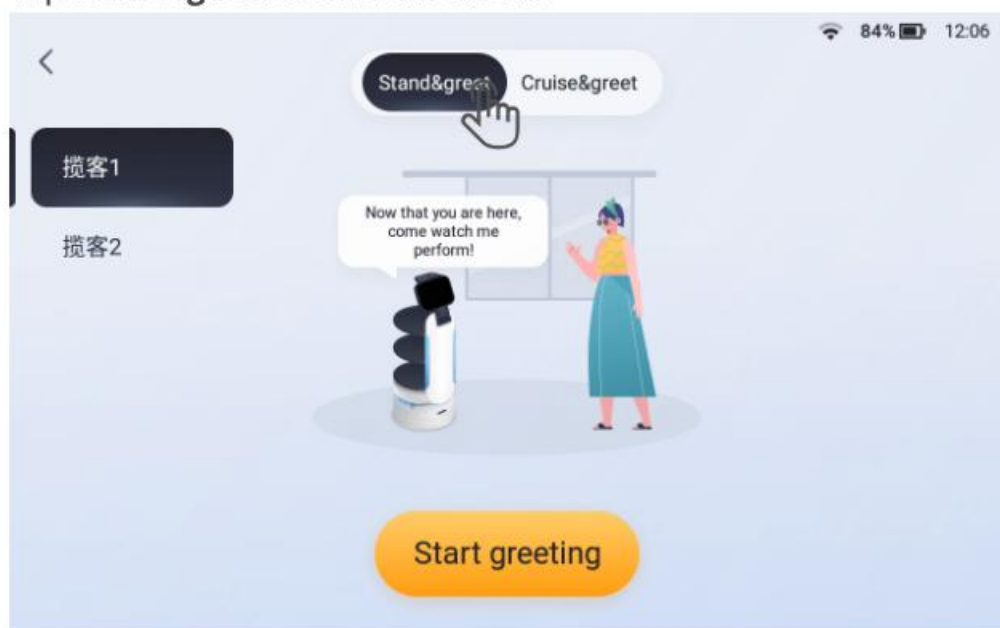 84% 12:06
Stand&greet Cruise&greet
揽客1
揽客2
Now that you are here,
come watch me
perform!
Start greeting